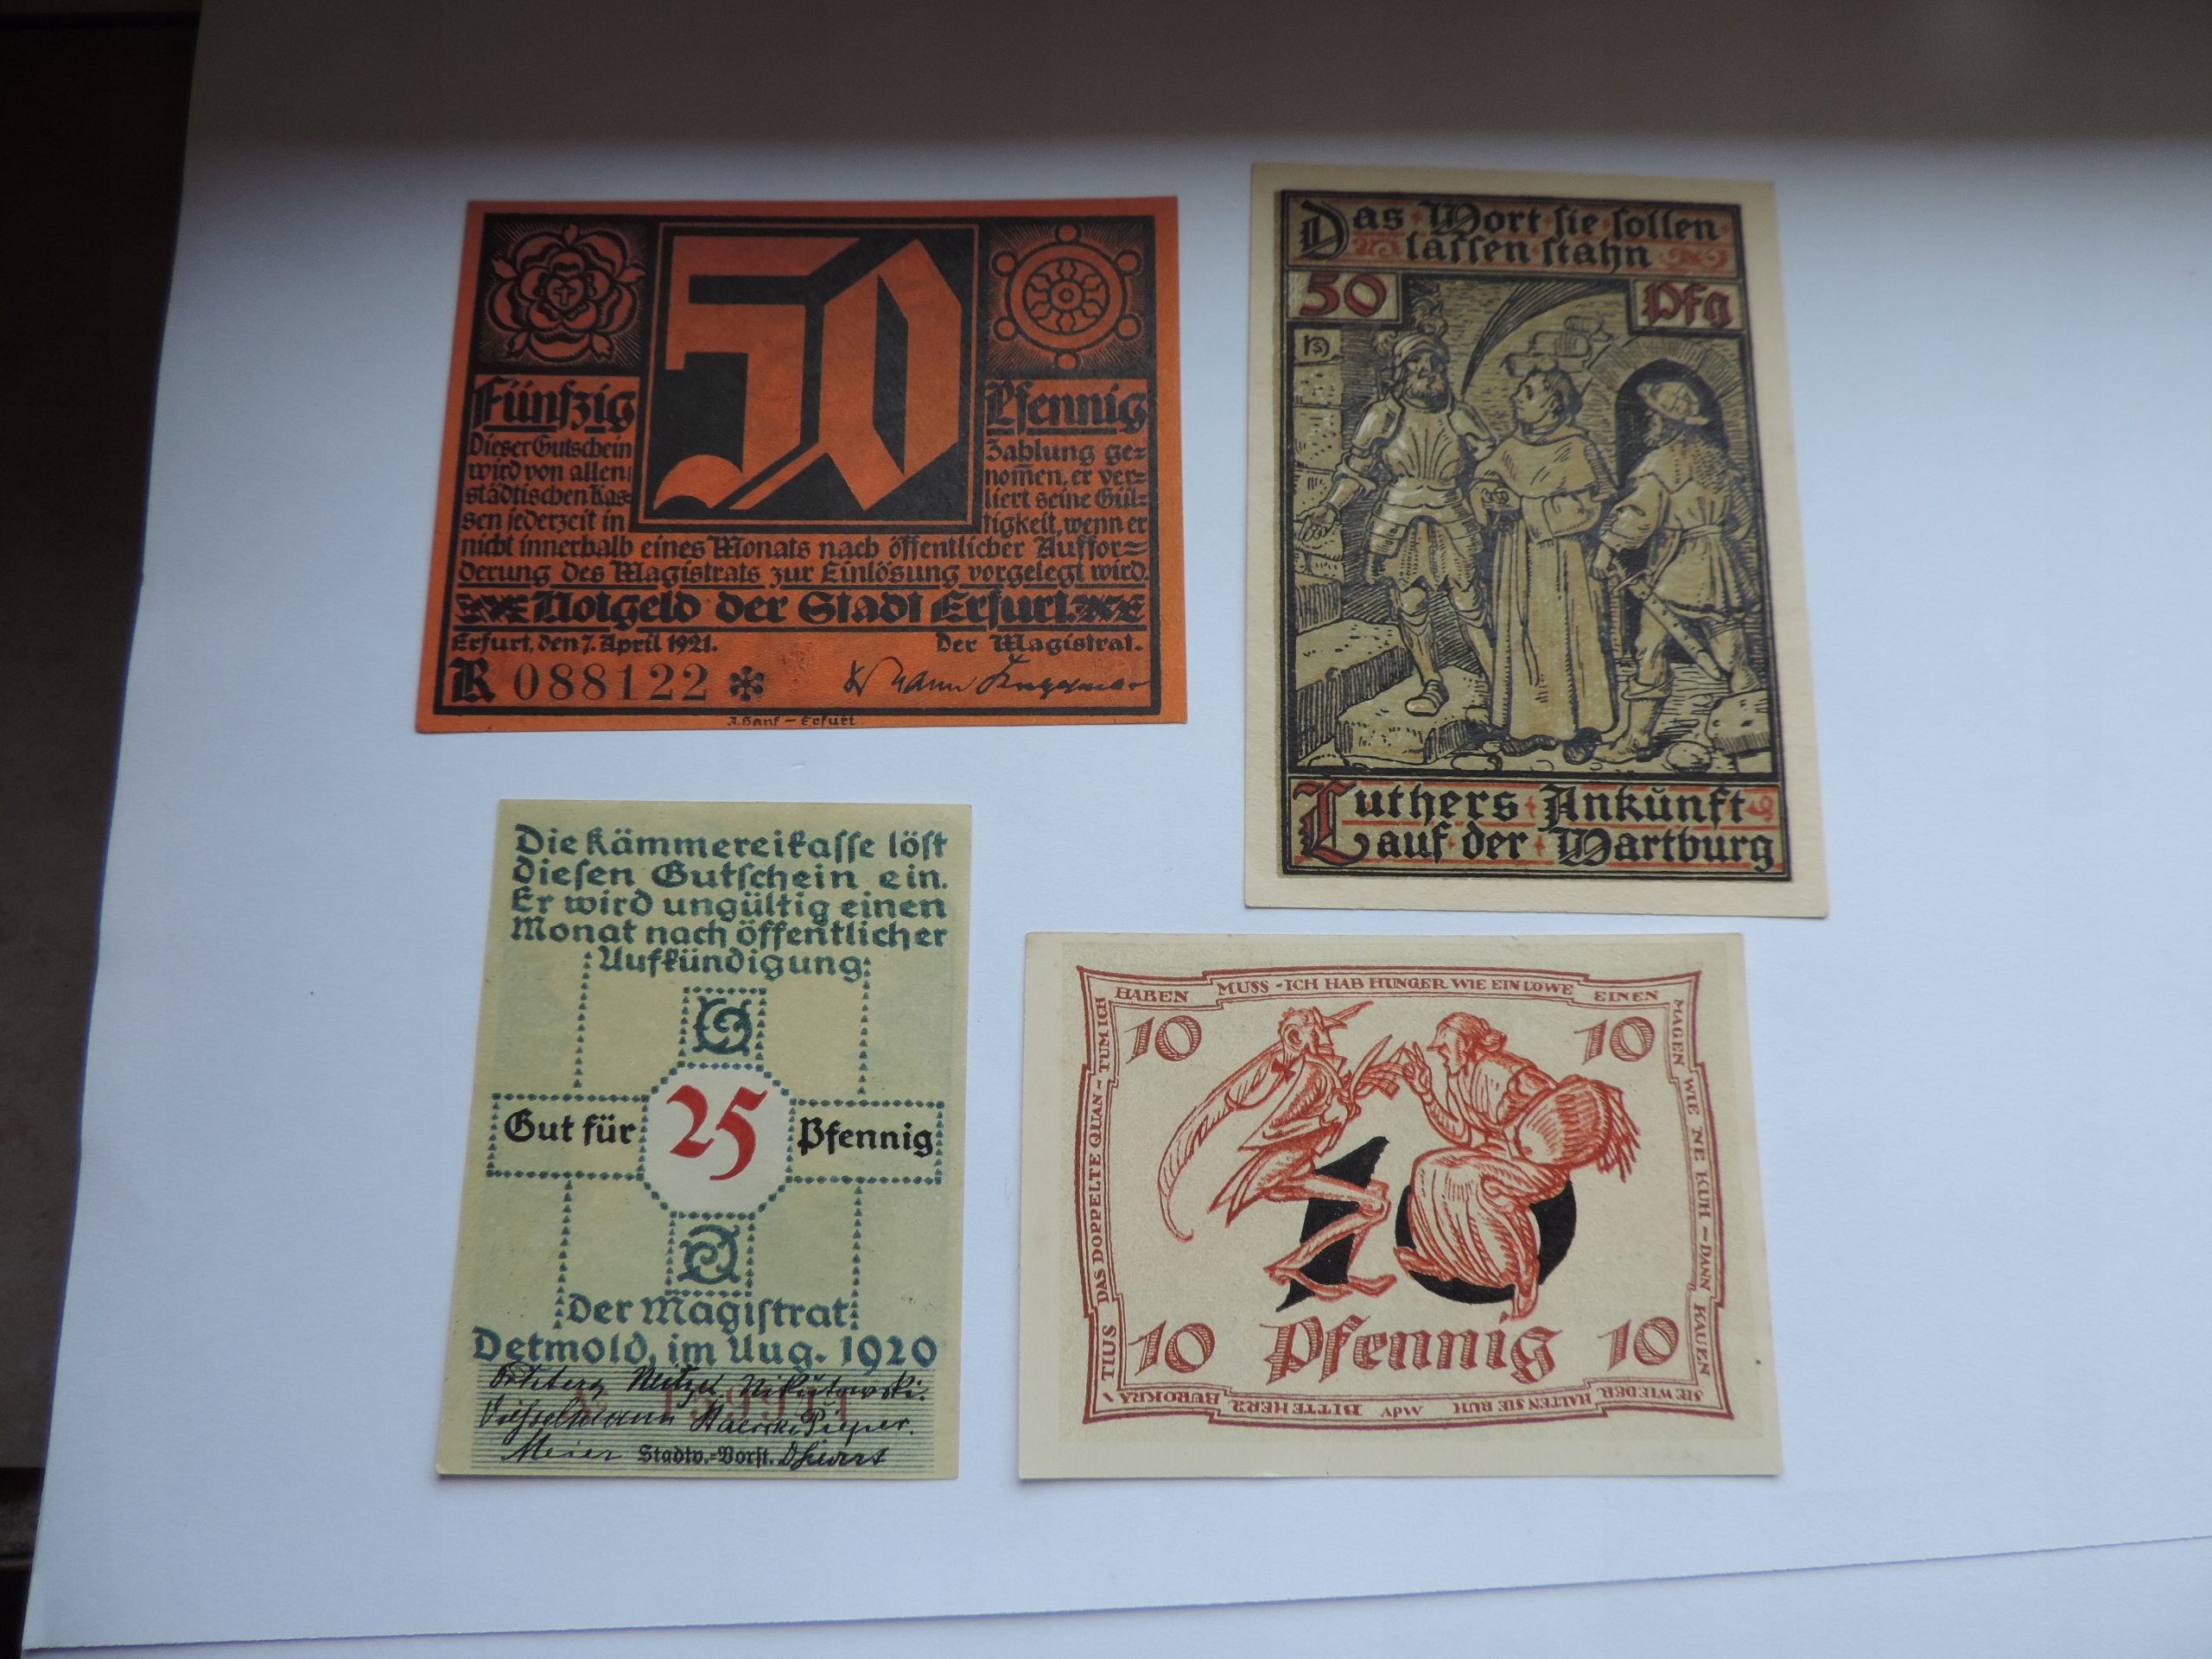 50
Fünfzig
Pfennig
Dieser Gutschein
wird von allen
städtischen Kas-
sen jederzeit in
Zahlung ge-
nom̄en, er ver-
liert seine Gül-
tigkeit, wenn er
nicht innerhalb eines Monats nach öffentlicher Auffor-
derung des Magistrats zur Einlösung vorgelegt wird.
Notgeld der Stadt Erfurt.
Erfurt, den 7. April 1921.
Der Magistrat.
R 088122
J. Hanf – Erfurt
Das Wort sie sollen
lassen stahn
50 Pfg
Luthers Ankunft
auf der Wartburg
Die Kämmereikasse löst
diesen Gutschein ein.
Er wird ungültig einen
Monat nach öffentlicher
Aufkündigung.
Gut für 25 Pfennig
Der Magistrat:
Detmold, im Aug. 1920
Meier Stadtv.-Vorst.
HABEN MUSS - ICH HAB HUNGER WIE EIN LÖWE EINEN
MAGEN WIE 'NE KUH - DANN KAUEN
SIE WIEDER HALTEN SIE RUH
BITTE HERR BUROKRA
TIUS DAS DOPPELTE QUAN - TUM ICH
10 10
10
10 Pfennig 10